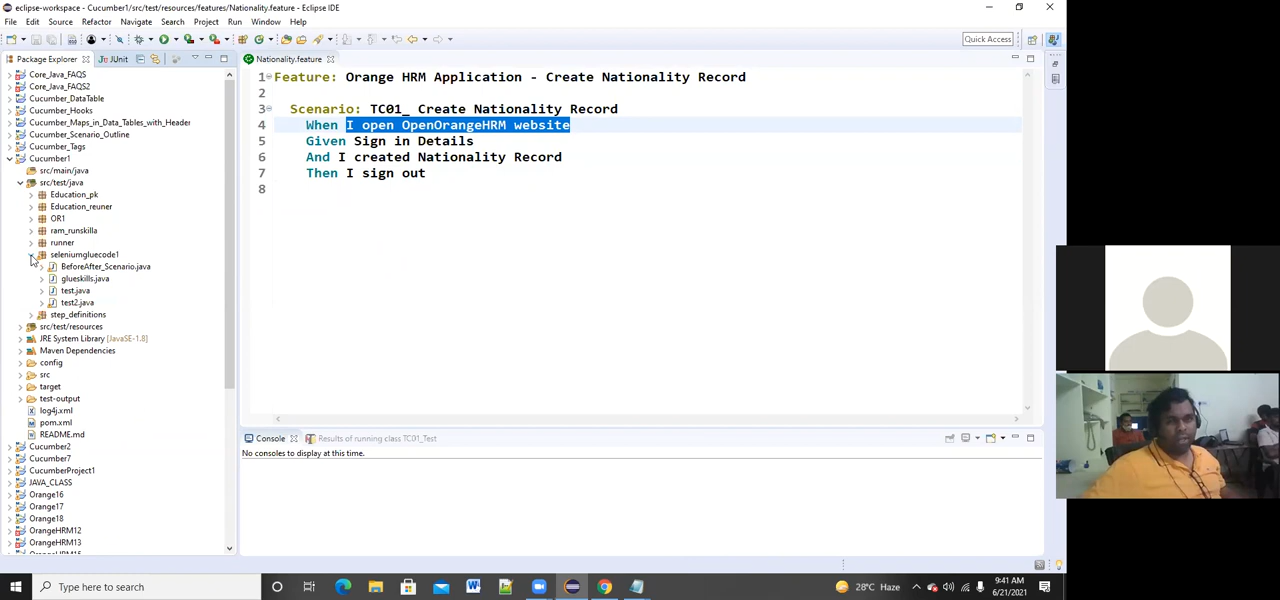 eclipse-workspace - Cucumber1/src/test/resources/features/Nationality.feature - Eclipse IDE
File Edit Source Refactor Navigate Search Project Run Window Help
Quick Access
Package Explorer JUnit
Nationality.feature
Core_Java_FAQS
Core_Java_FAQS2
Cucumber_DataTable
Cucumber_Hooks
Cucumber_Maps_in_Data_Tables_with_Header
Cucumber_Scenario_Outline
Cucumber_Tags
Cucumber1
src/main/java
src/test/java
Education_pk
Education_reuner
OR1
ram_runskilla
runner
seleniumgluecode1
BeforeAfter_Scenario.java
glueskills.java
test.java
test2.java
step_definitions
src/test/resources
JRE System Library [JavaSE-1.8]
Maven Dependencies
config
src
target
test-output
log4j.xml
pom.xml
README.md
Cucumber2
Cucumber7
CucumberProject1
JAVA_CLASS
Orange16
Orange17
Orange18
OrangeHRM12
OrangeHRM13
OrangeHRM15
1 Feature: Orange HRM Application - Create Nationality Record
2
3 Scenario: TC01_ Create Nationality Record
4 When I open OpenOrangeHRM website
5 Given Sign in Details
6 And I created Nationality Record
7 Then I sign out
8
Console Results of running class TC01_Test
No consoles to display at this time.
Type here to search
28°C Haze
9:41 AM
6/21/2021